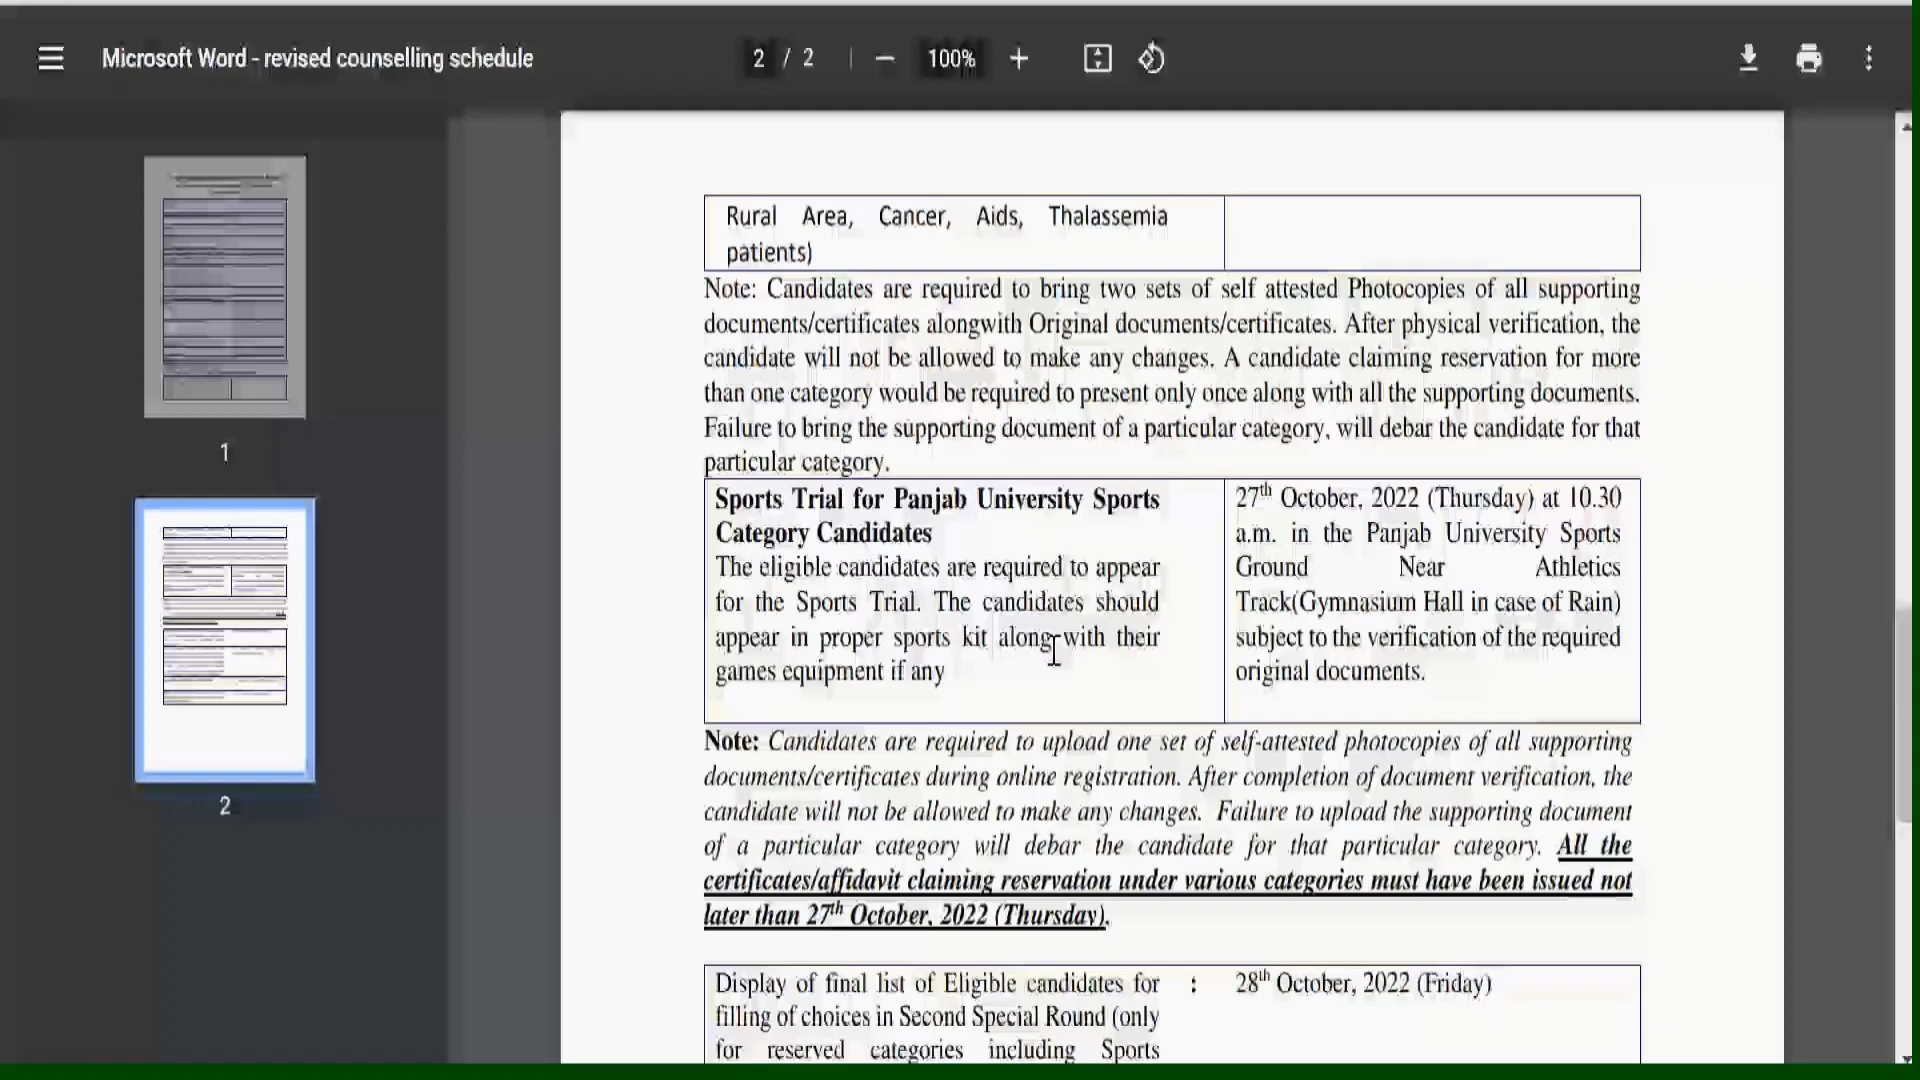 Microsoft Word - revised counselling schedule
2 / 2
100%
1
2
Rural Area, Cancer, Aids, Thalassemia
patients)
Note: Candidates are required to bring two sets of self attested Photocopies of all supporting
documents/certificates alongwith Original documents/certificates. After physical verification, the
candidate will not be allowed to make any changes. A candidate claiming reservation for more
than one category would be required to present only once along with all the supporting documents.
Failure to bring the supporting document of a particular category, will debar the candidate for that
particular category.
Sports Trial for Panjab University Sports
Category Candidates
The eligible candidates are required to appear
for the Sports Trial. The candidates should
appear in proper sports kit along with their
games equipment if any
27th October, 2022 (Thursday) at 10.30
a.m. in the Panjab University Sports
Ground Near Athletics
Track(Gymnasium Hall in case of Rain)
subject to the verification of the required
original documents.
Note: Candidates are required to upload one set of self-attested photocopies of all supporting
documents/certificates during online registration. After completion of document verification, the
candidate will not be allowed to make any changes. Failure to upload the supporting document
of a particular category will debar the candidate for that particular category. All the
certificates/affidavit claiming reservation under various categories must have been issued not
later than 27th October, 2022 (Thursday).
Display of final list of Eligible candidates for
filling of choices in Second Special Round (only
for reserved categories including Sports
: 28th October, 2022 (Friday)